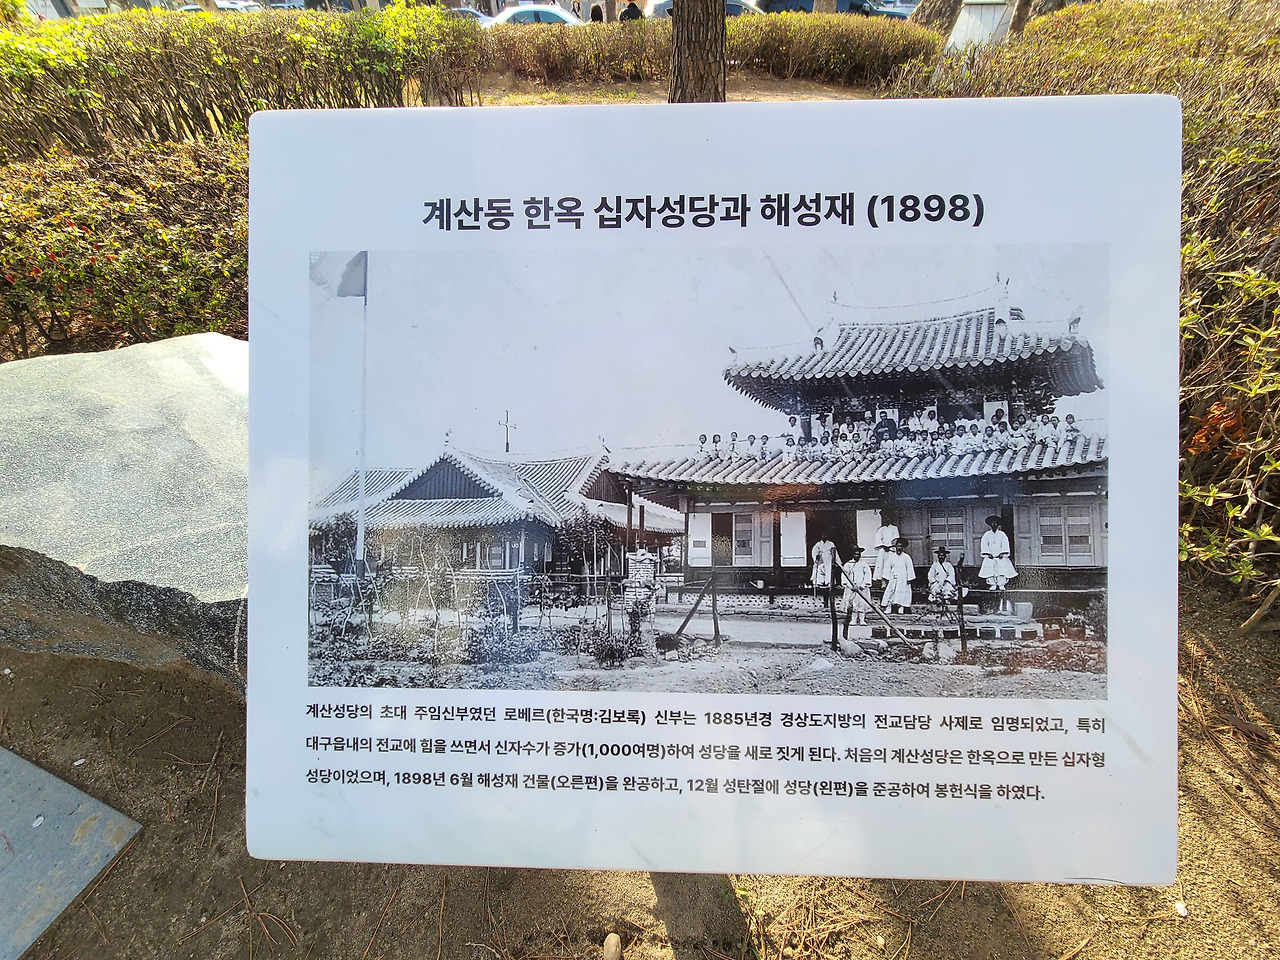 계산동 한옥 십자성당과 해성재 (1898)
계산성당의 초대 주임신부였던 로베르(한국명:김보록) 신부는 1885년경 경상도지방의 전교담당 사제로 임명되었고, 특히
대구읍내의 전교에 힘을 쓰면서 신자수가 증가(1,000여명)하여 성당을 새로 짓게 된다. 처음의 계산성당은 한옥으로 만든 십자형
성당이었으며, 1898년 6월 해성재 건물(오른편)을 완공하고, 12월 성탄절에 성당(왼편)을 준공하여 봉헌식을 하였다.